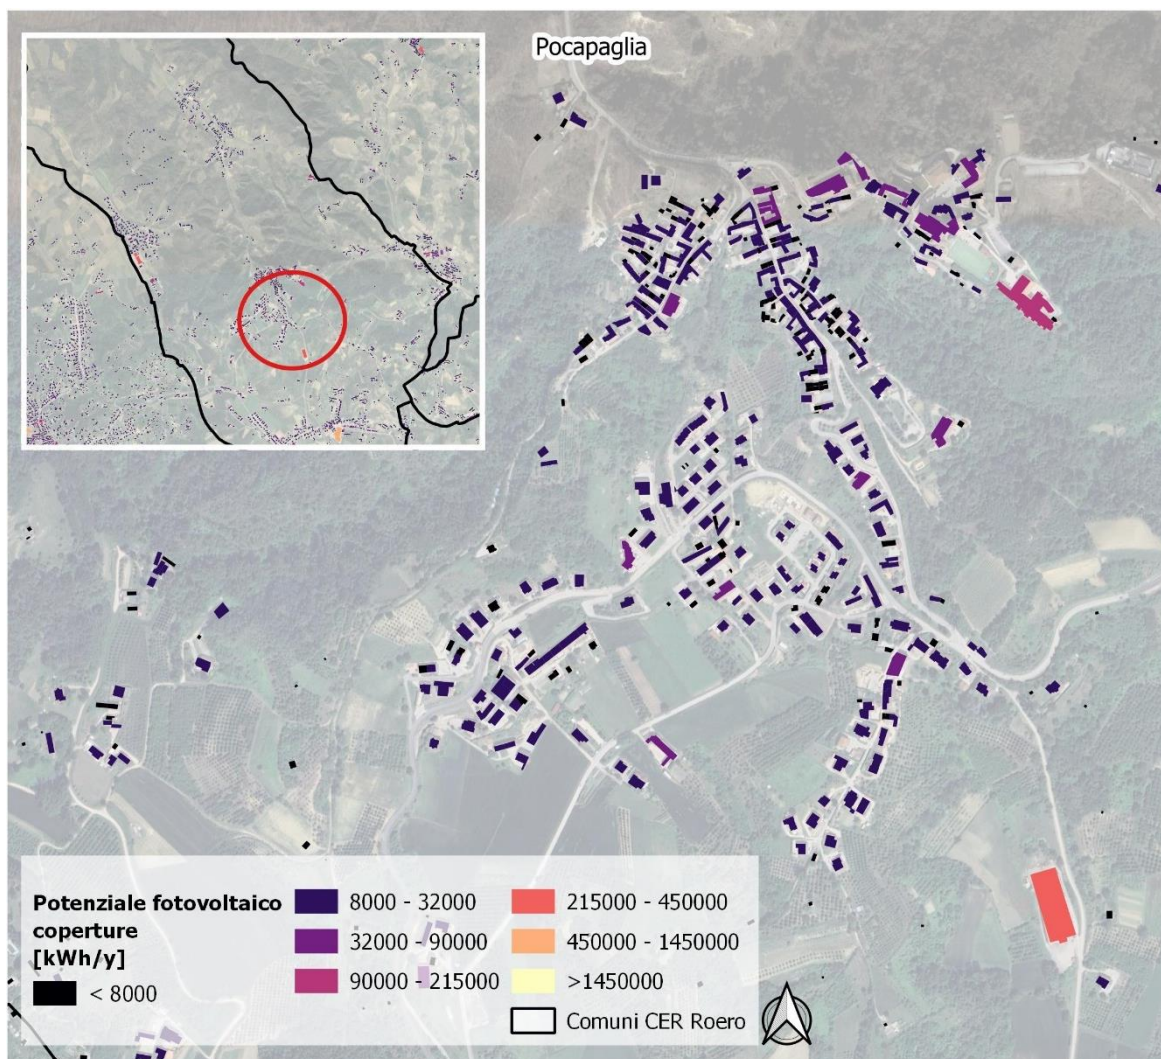 Pocapaglia
Potenziale fotovoltaico
coperture
[kWh/y]
< 8000
8000 - 32000
32000 - 90000
90000 - 215000
215000 - 450000
450000 - 1450000
>1450000
Comuni CER Roero